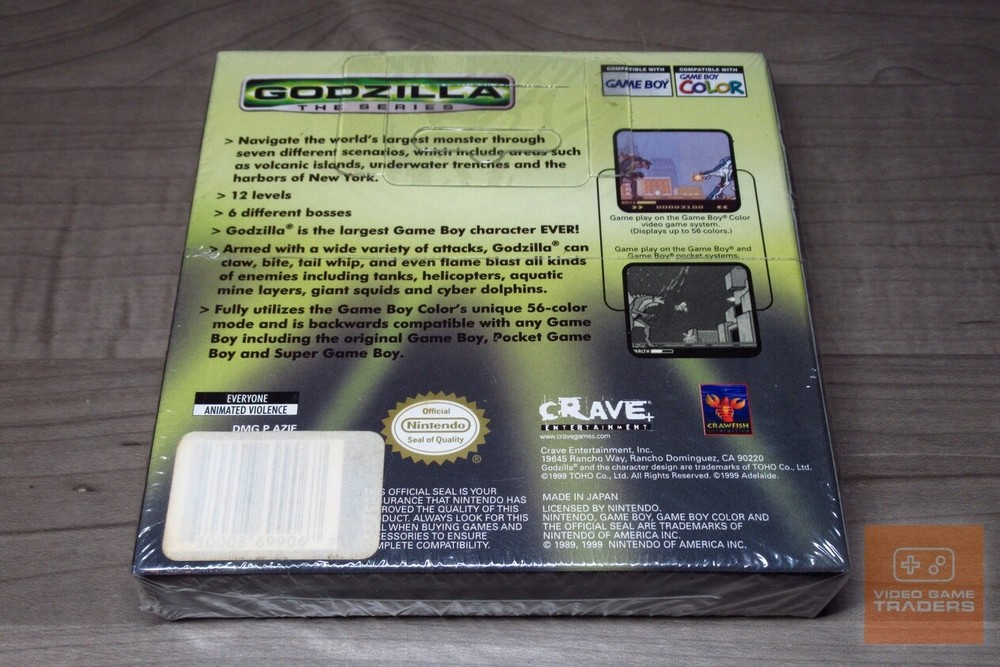 GODZILLA
THE SERIES
COMPATIBLE WITH
GAME BOY
COMPATIBLE WITH
GAME BOY
COLOR
> Navigate the world's largest monster through
seven different scenarios, which include areas such
as volcanic islands, underwater trenches and the
harbors of New York.
> 12 levels
> 6 different bosses
> Godzilla® is the largest Game Boy character EVER!
> Armed with a wide variety of attacks, Godzilla® can
claw, bite, tail whip, and even flame blast all kinds
of enemies including tanks, helicopters, aquatic
mine layers, giant squids and cyber dolphins.
> Fully utilizes the Game Boy Color's unique 56-color
mode and is backwards compatible with any Game
Boy including the original Game Boy, Pocket Game
Boy and Super Game Boy.
Game play on the Game Boy® Color
video game system.
(Displays up to 56 colors.)
Game play on the Game Boy® and
Game Boy® pocket systems.
EVERYONE
ANIMATED VIOLENCE
DMG P AZIE
Official
Nintendo
Seal of Quality
®
OFFICIAL SEAL IS YOUR
ASSURANCE THAT NINTENDO HAS
THE QUALITY OF THIS
ALWAYS LOOK FOR THIS
WHEN BUYING GAMES AND
TO ENSURE
COMPATIBILITY.
CRAVE
ENTERTAINMENT
www.cravegames.com
CRAWFISH
INTERACTIVE
Crave Entertainment, Inc.
19645 Rancho Way, Rancho Dominguez, CA 90220
Godzilla® and the character design are trademarks of TOHO Co., Ltd.
©1999 TOHO Co., Ltd. All Rights Reserved. ©1999 Adelaide.
MADE IN JAPAN
LICENSED BY NINTENDO.
NINTENDO, GAME BOY, GAME BOY COLOR AND
THE OFFICIAL SEAL ARE TRADEMARKS OF
NINTENDO OF AMERICA INC.
© 1989, 1999 NINTENDO OF AMERICA INC.
VIDEO GAME
TRADERS